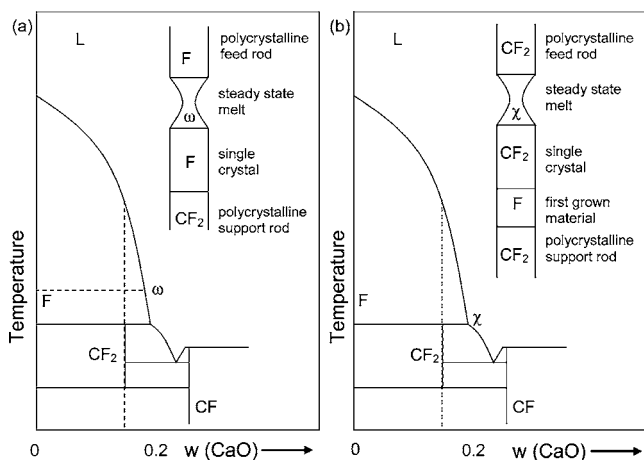 (a)
L
F
polycrystalline
feed rod
steady state
melt
ω
F
single
crystal
CF₂
polycrystalline
support rod
Temperature
ω
F
CF₂
CF
0
0.2
w (CaO)
(b)
L
CF₂
polycrystalline
feed rod
steady state
melt
χ
CF₂
single
crystal
F
first grown
material
CF₂
polycrystalline
support rod
Temperature
F
χ
CF₂
CF
0
0.2
w (CaO)